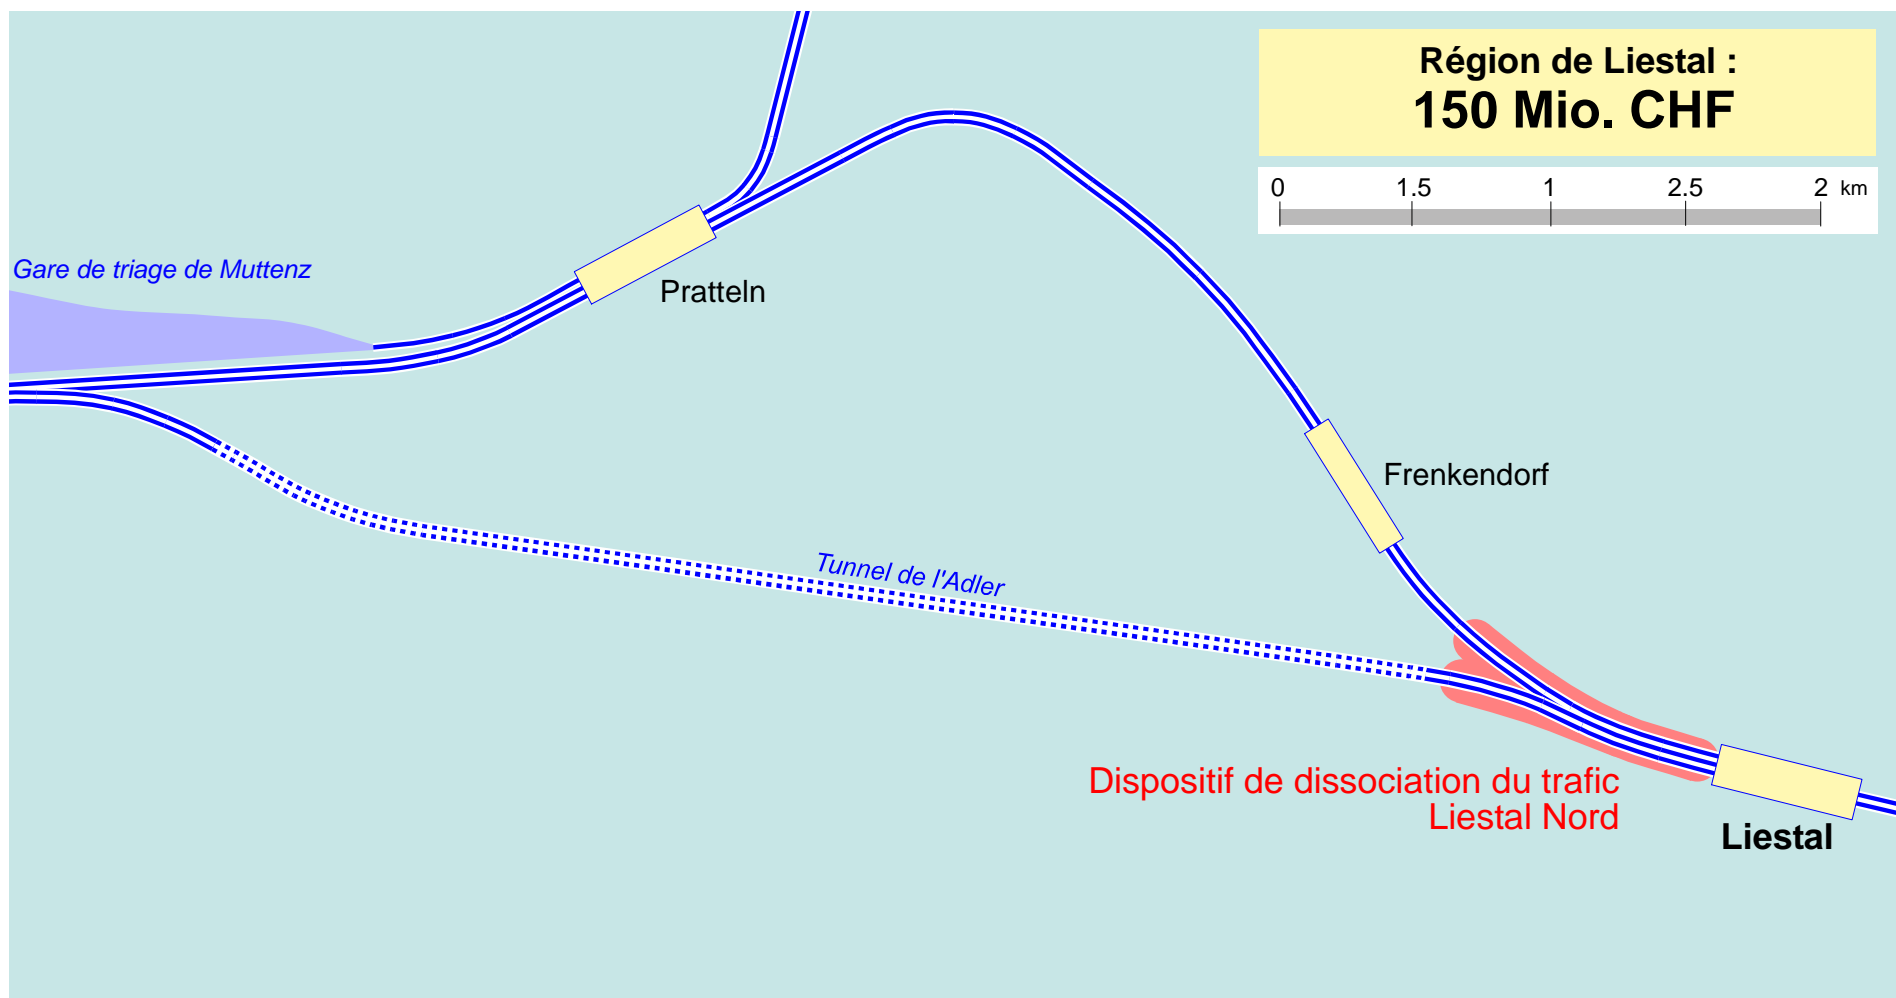 Région de Liestal :
150 Mio. CHF
0 1.5 1 2.5 2 km
Gare de triage de Muttenz
Pratteln
Frenkendorf
Tunnel de l'Adler
Dispositif de dissociation du trafic
Liestal Nord
Liestal